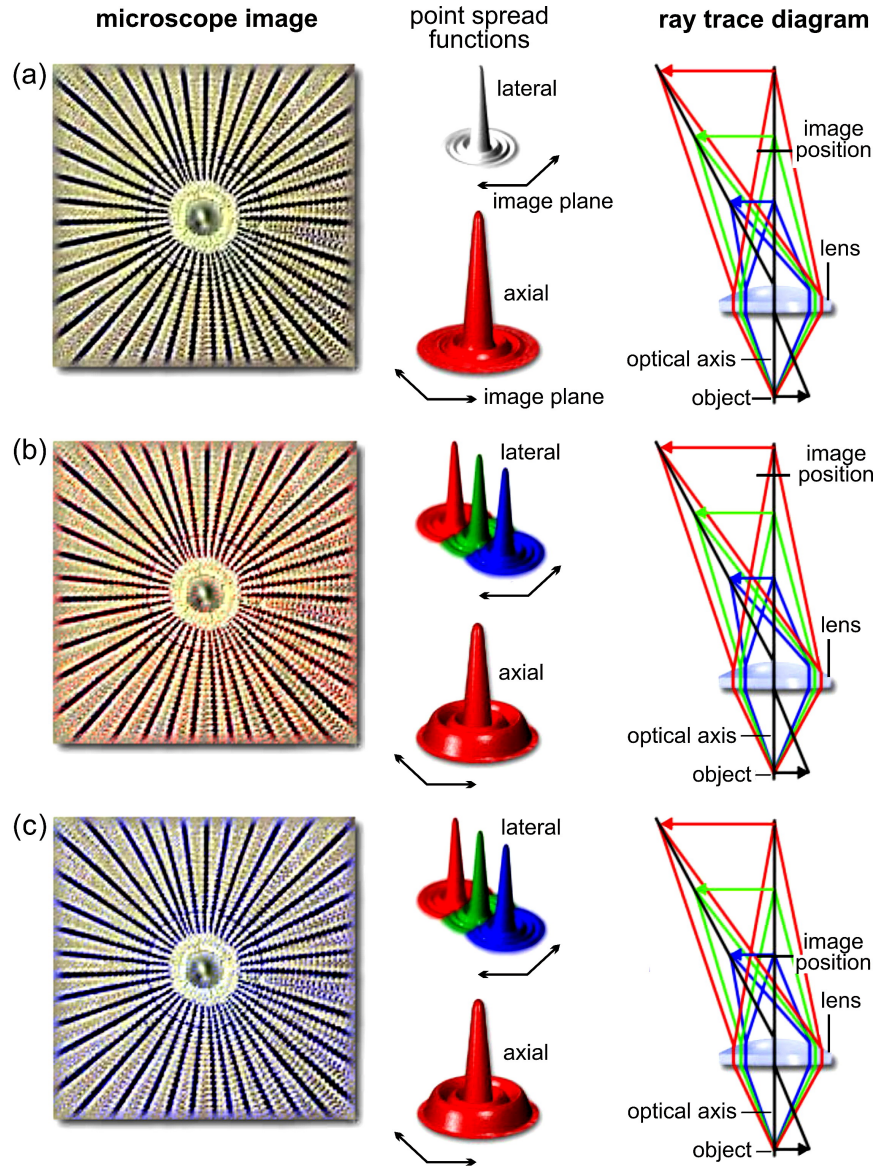 microscope image
point spread
functions
ray trace diagram
(a)
lateral
image plane
axial
image plane
image
position
lens
optical axis
object
(b)
lateral
axial
image
position
lens
optical axis
object
(c)
lateral
axial
image
position
lens
optical axis
object